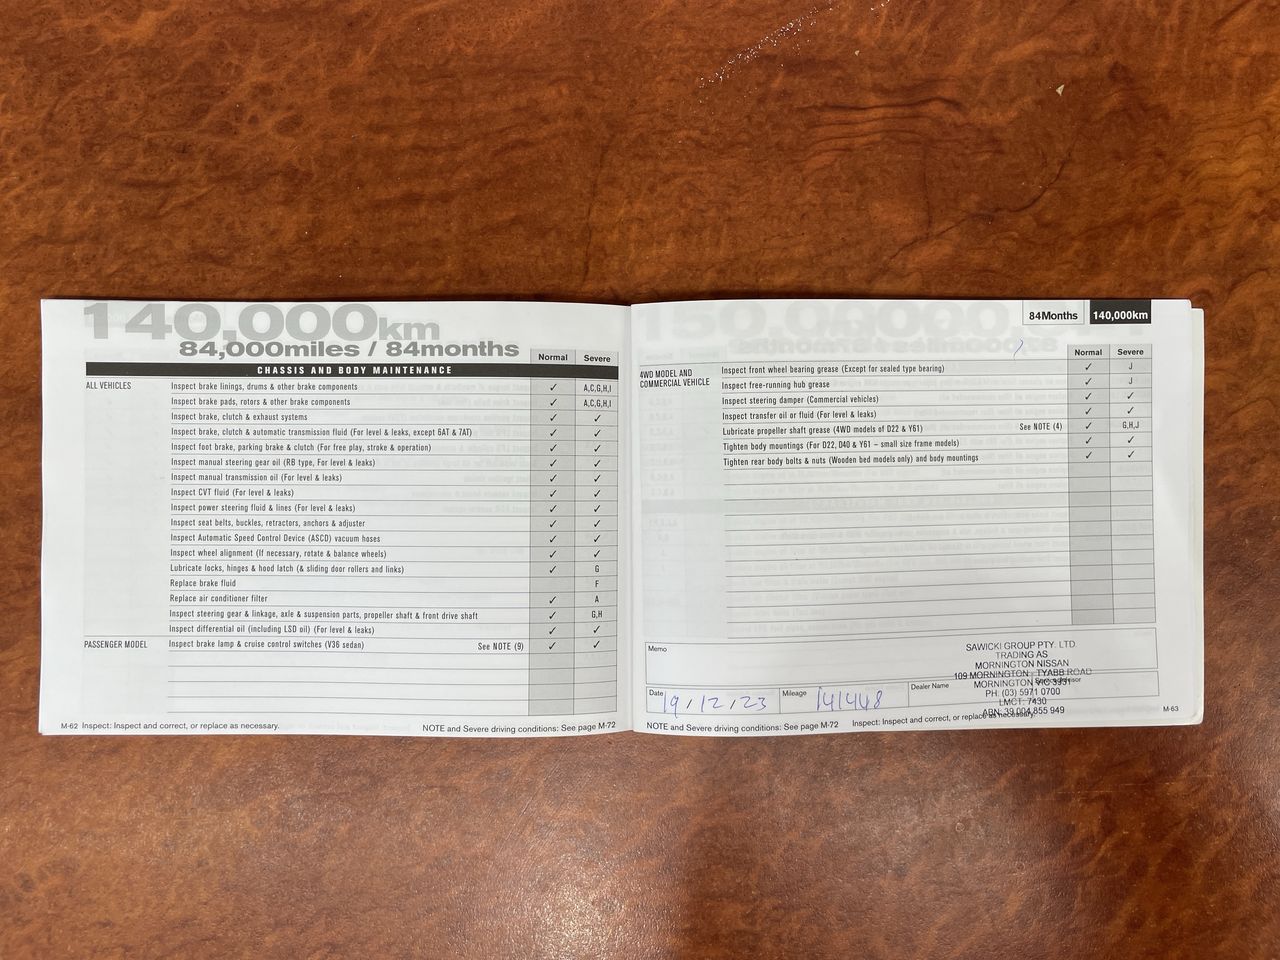 140,000km
84,000miles / 84months
Normal Severe
CHASSIS AND BODY MAINTENANCE
ALL VEHICLES Inspect brake linings, drums & other brake components ✓ A,C,G,H,I
Inspect brake pads, rotors & other brake components ✓ A,C,G,H,I
Inspect brake, clutch & exhaust systems ✓ ✓
Inspect brake, clutch & automatic transmission fluid (For level & leaks, except 6AT & 7AT) ✓ ✓
Inspect foot brake, parking brake & clutch (For free play, stroke & operation) ✓ ✓
Inspect manual steering gear oil (RB type, For level & leaks) ✓ ✓
Inspect manual transmission oil (For level & leaks) ✓ ✓
Inspect CVT fluid (For level & leaks) ✓ ✓
Inspect power steering fluid & lines (For level & leaks) ✓ ✓
Inspect seat belts, buckles, retractors, anchors & adjuster ✓ ✓
Inspect Automatic Speed Control Device (ASCD) vacuum hoses ✓ ✓
Inspect wheel alignment (If necessary, rotate & balance wheels) ✓ ✓
Lubricate locks, hinges & hood latch (& sliding door rollers and links) ✓ G
Replace brake fluid F
Replace air conditioner filter ✓ A
Inspect steering gear & linkage, axle & suspension parts, propeller shaft & front drive shaft ✓ G,H
Inspect differential oil (including LSD oil) (For level & leaks) ✓ ✓
PASSENGER MODEL Inspect brake lamp & cruise control switches (V36 sedan) See NOTE (9) ✓ ✓
M-62 Inspect: Inspect and correct, or replace as necessary. NOTE and Severe driving conditions: See page M-72
84Months 140,000km
Normal Severe
4WD MODEL AND
COMMERCIAL VEHICLE
Inspect front wheel bearing grease (Except for sealed type bearing) ✓ J
Inspect free-running hub grease ✓ J
Inspect steering damper (Commercial vehicles) ✓ ✓
Inspect transfer oil or fluid (For level & leaks) ✓ ✓
Lubricate propeller shaft grease (4WD models of D22 & Y61) See NOTE (4) ✓ G,H,J
Tighten body mountings (For D22, D40 & Y61 – small size frame models) ✓ ✓
Tighten rear body bolts & nuts (Wooden bed models only) and body mountings ✓ ✓
Memo
SAWICKI GROUP PTY. LTD
TRADING AS
MORNINGTON NISSAN
109 MORNINGTON - TYABB ROAD
MORNINGTON VIC 3931
PH: (03) 5971 0700
LMCT: 7430
ABN: 39 004 855 949
Date 19/12/23 Mileage 141448 Dealer Name
NOTE and Severe driving conditions: See page M-72 Inspect: Inspect and correct, or replace as necessary. M-63